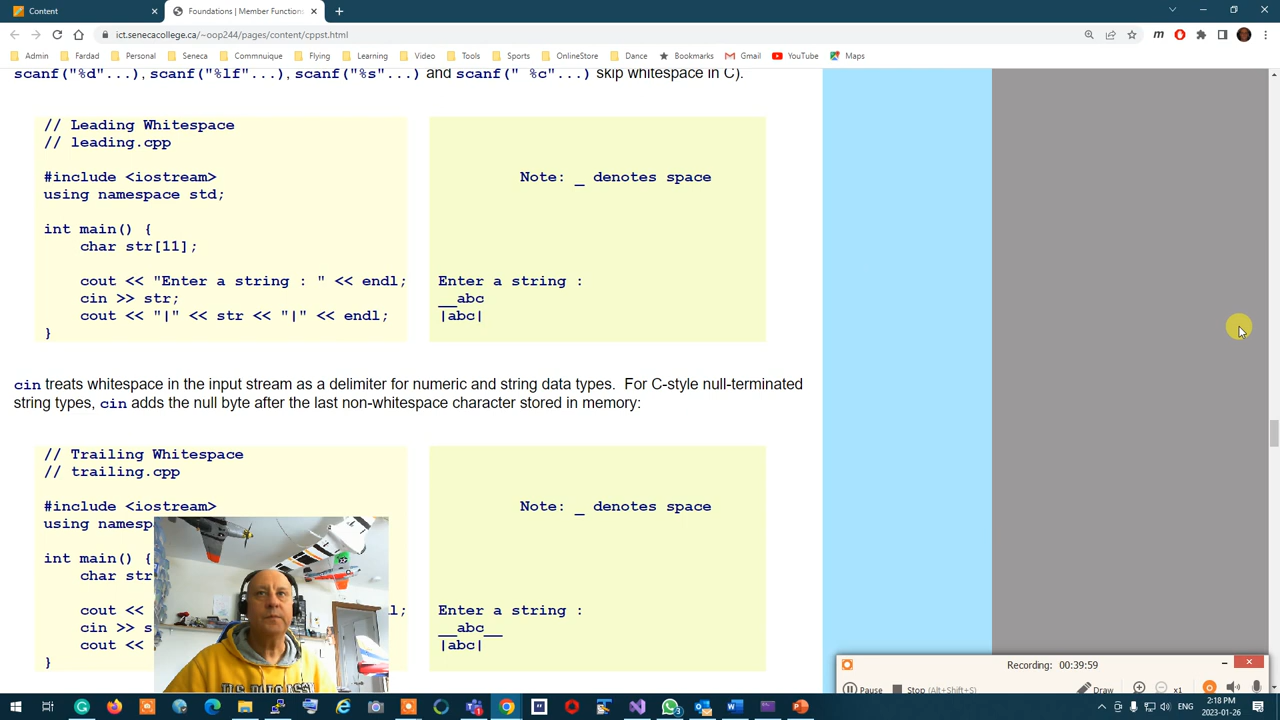 Content
Foundations | Member Function
ict.senecacollege.ca/~oop244/pages/content/cppst.html
Admin Fardad Personal Seneca Commnuique Flying Learning Video Tools Sports OnlineStore Dance Bookmarks Gmail YouTube Maps
scanf("%d"...), scanf("%lf"...), scanf("%s"...) and scanf(" %c"...) skip whitespace in C).
// Leading Whitespace
// leading.cpp
#include <iostream>
using namespace std;
int main() {
char str[11];
cout << "Enter a string : " << endl;
cin >> str;
cout << "|" << str << "|" << endl;
}
Note: _ denotes space
Enter a string :
__abc
|abc|
cin treats whitespace in the input stream as a delimiter for numeric and string data types. For C-style null-terminated
string types, cin adds the null byte after the last non-whitespace character stored in memory:
// Trailing Whitespace
// trailing.cpp
#include <iostream>
using namesp
int main() {
char str
cout << l;
cin >> s
cout <<
}
Note: _ denotes space
Enter a string :
__abc__
|abc|
Recording: 00:39:59
Pause Stop (Alt+Shift+S) Draw x1
ENG 2:18 PM
2023-01-26